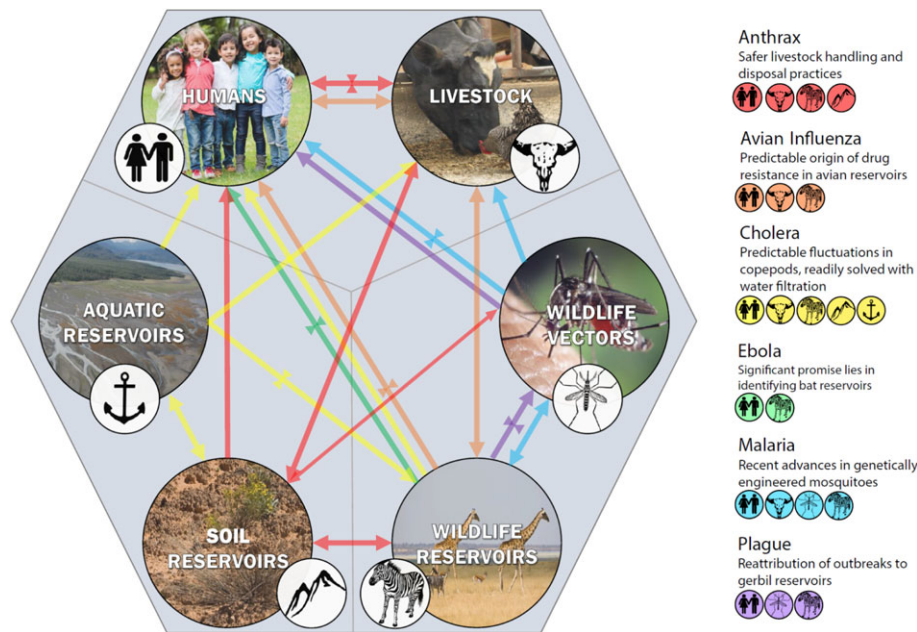 HUMANS
LIVESTOCK
AQUATIC
RESERVOIRS
WILDLIFE
VECTORS
SOIL
RESERVOIRS
WILDLIFE
RESERVOIRS
Anthrax
Safer livestock handling and
disposal practices
Avian Influenza
Predictable origin of drug
resistance in avian reservoirs
Cholera
Predictable fluctuations in
copepods, readily solved with
water filtration
Ebola
Significant promise lies in
identifying bat reservoirs
Malaria
Recent advances in genetically
engineered mosquitoes
Plague
Reattribution of outbreaks to
gerbil reservoirs